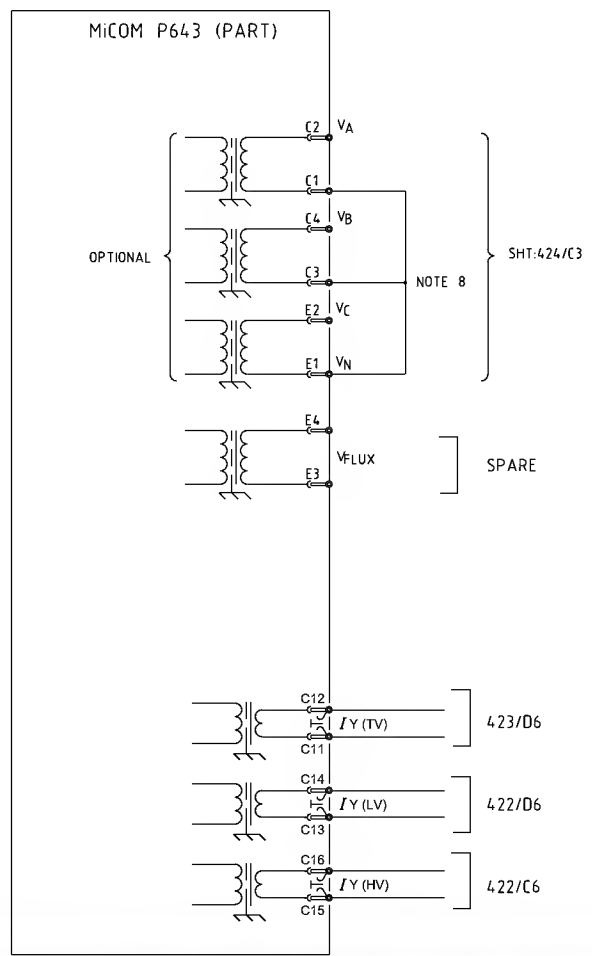 MiCOM P643 (PART)
C2 VA
C1
C4 VB
OPTIONAL
SHT:424/C3
C3
NOTE 8
E2 VC
E1 VN
E4
VFLUX
SPARE
E3
C12
IY (TV)
423/D6
C11
C14
IY (LV)
422/D6
C13
C16
IY (HV)
422/C6
C15